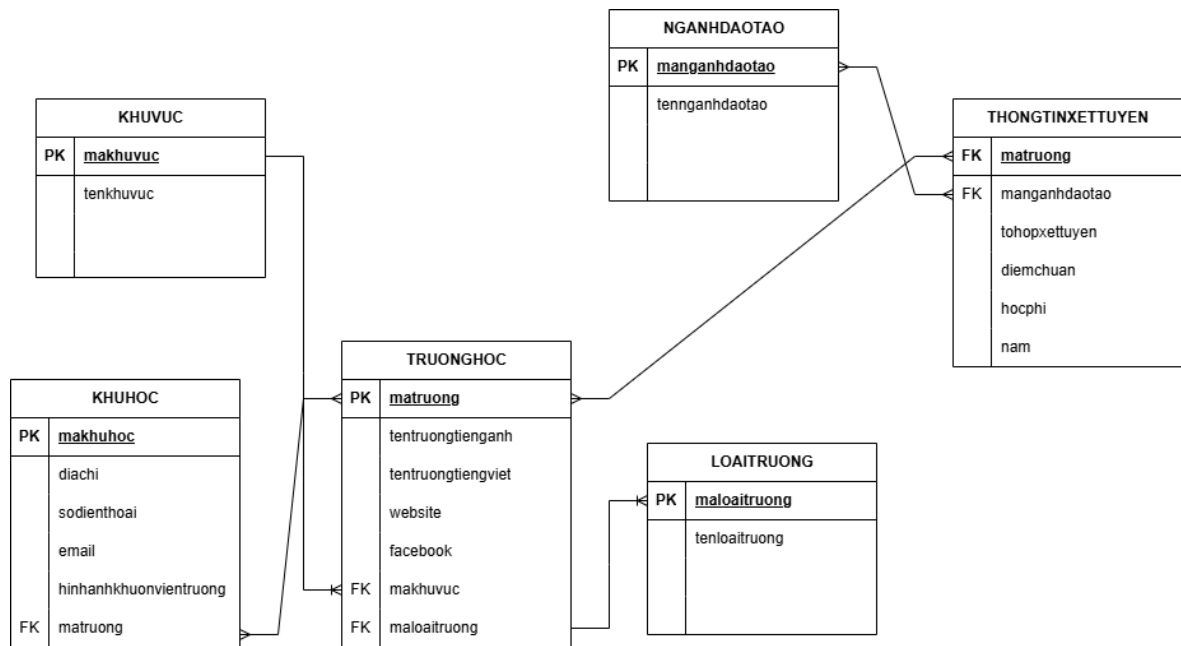 NGANHDAOTAO
PK manganhdaotao
tennganhdaotao
KHUVUC
PK makhuvuc
tenkhuvuc
THONGTINXETTUYEN
FK matruong
FK manganhdaotao
tohopxettuyen
diemchuan
hocphi
nam
TRUONGHOC
PK matruong
tentruongtienganh
tentruongtiengviet
website
facebook
FK makhuvuc
FK maloaitruong
KHUHOC
PK makhuhoc
diachi
sodienthoai
email
hinhanhkhuonvientruong
FK matruong
LOAITRUONG
PK maloaitruong
tenloaitruong